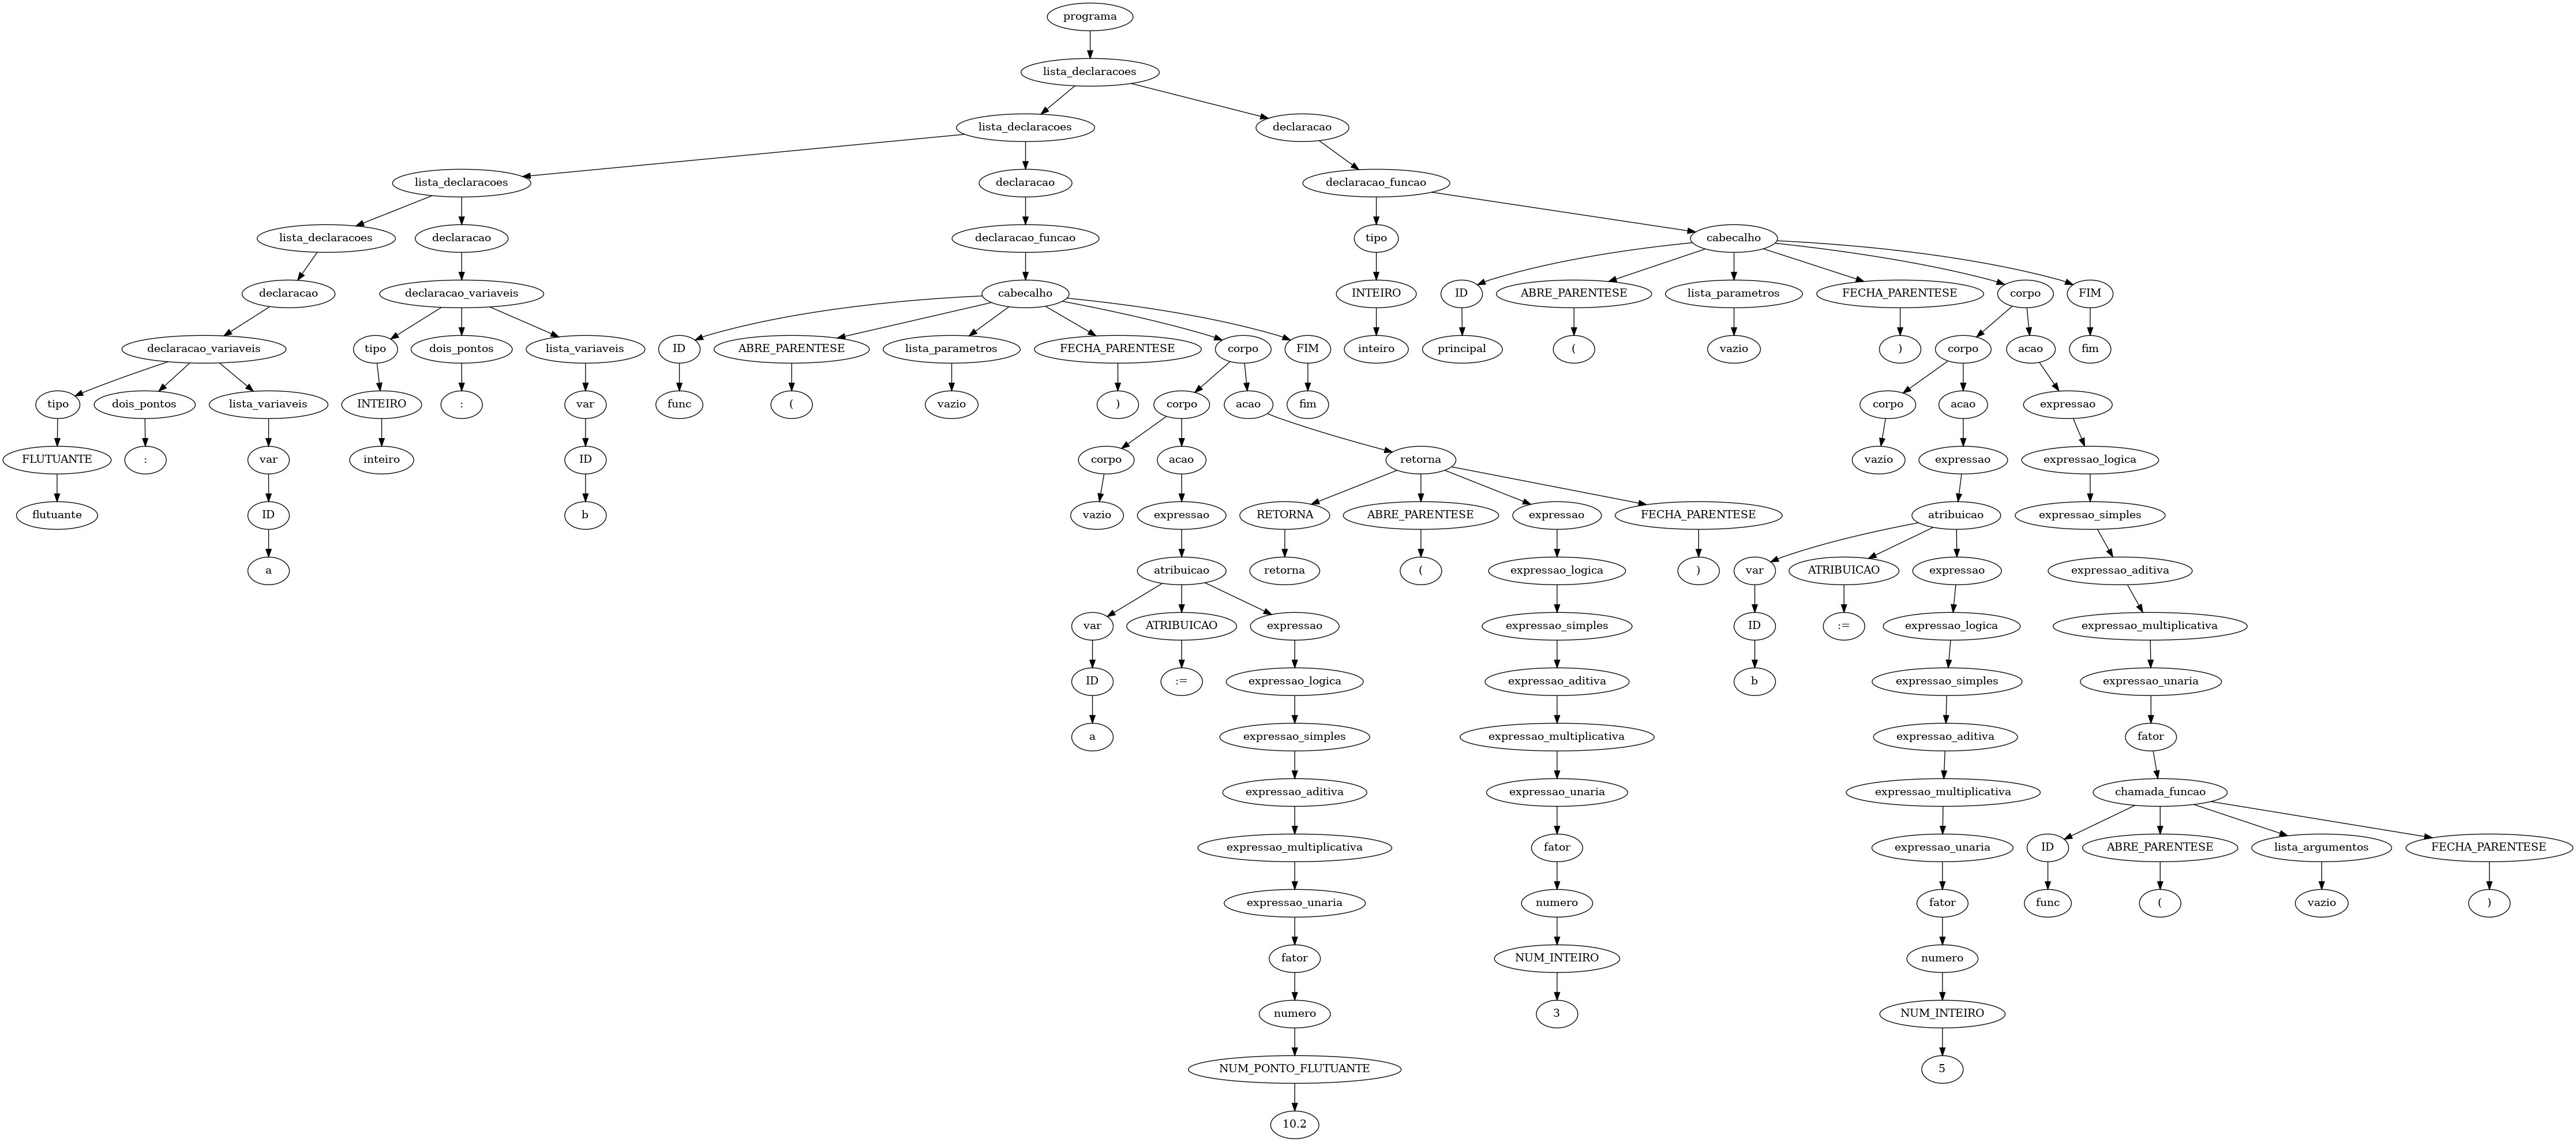 programa
lista_declaracoes
lista_declaracoes declaracao
lista_declaracoes declaracao declaracao_funcao
lista_declaracoes declaracao declaracao_funcao tipo cabecalho
declaracao declaracao_variaveis cabecalho INTEIRO ID ABRE_PARENTESE lista_parametros FECHA_PARENTESE corpo FIM
declaracao_variaveis tipo dois_pontos lista_variaveis ID ABRE_PARENTESE lista_parametros FECHA_PARENTESE corpo FIM inteiro principal ( vazio ) corpo acao fim
tipo dois_pontos lista_variaveis INTEIRO : var func ( vazio ) corpo acao fim corpo acao expressao
FLUTUANTE : var inteiro ID corpo acao retorna vazio expressao expressao_logica
flutuante ID b vazio expressao RETORNA ABRE_PARENTESE expressao FECHA_PARENTESE atribuicao expressao_simples
a atribuicao retorna ( expressao_logica ) var ATRIBUICAO expressao expressao_aditiva
var ATRIBUICAO expressao expressao_simples ID := expressao_logica expressao_multiplicativa
ID := expressao_logica expressao_aditiva b expressao_simples expressao_unaria
a expressao_simples expressao_multiplicativa expressao_aditiva fator
expressao_aditiva expressao_unaria expressao_multiplicativa chamada_funcao
expressao_multiplicativa fator expressao_unaria ID ABRE_PARENTESE lista_argumentos FECHA_PARENTESE
expressao_unaria numero fator func ( vazio )
fator NUM_INTEIRO numero
numero 3 NUM_INTEIRO
NUM_PONTO_FLUTUANTE 5
10.2